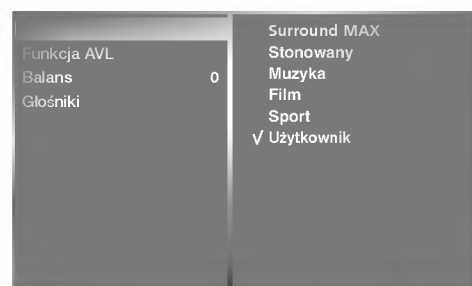 Funkcja AVL
Balans 0
Głośniki
Surround MAX
Stonowany
Muzyka
Film
Sport
√ Użytkownik